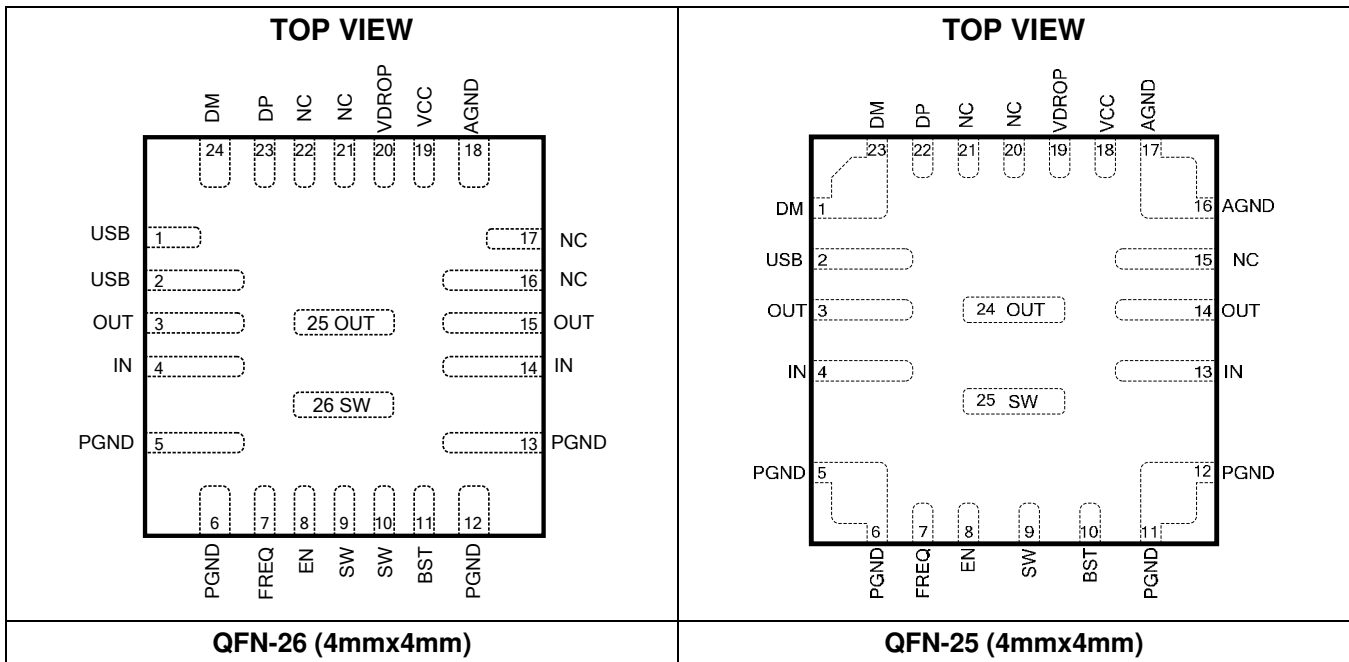 TOP VIEW
DM DP NC NC VDROP VCC AGND
24 23 22 21 20 19 18
USB 1 17 NC
USB 2 16 NC
OUT 3 25 OUT 15 OUT
IN 4 14 IN
26 SW
PGND 5 13 PGND
6 7 8 9 10 11 12
PGND FREQ EN SW SW BST PGND
QFN-26 (4mmx4mm)
TOP VIEW
DM DP NC NC VDROP VCC AGND
23 22 21 20 19 18 17
DM 1 16 AGND
USB 2 15 NC
OUT 3 24 OUT 14 OUT
IN 4 13 IN
25 SW
PGND 5 12 PGND
6 7 8 9 10 11
PGND FREQ EN SW BST PGND
QFN-25 (4mmx4mm)